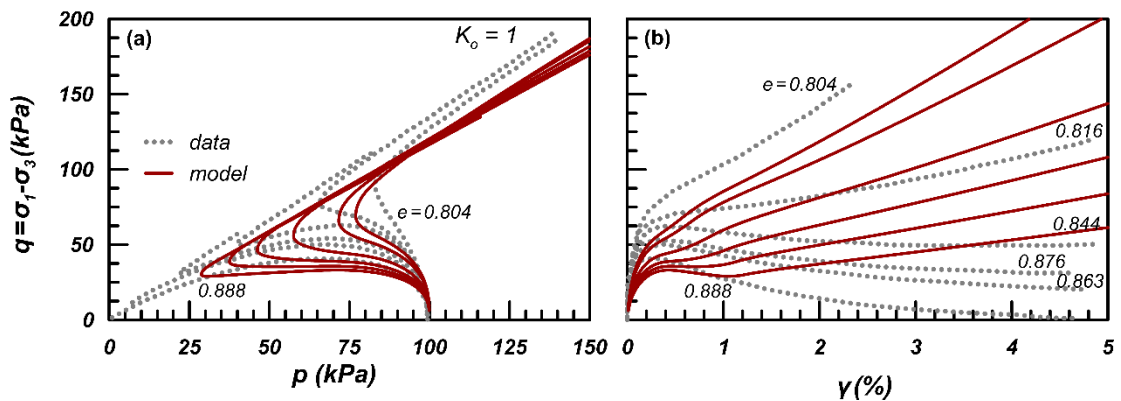 (a)
K₀ = 1
200
150
100
50
0
q=σ₁-σ₃(kPa)
data
model
e=0.804
0.888
0 25 50 75 100 125 150
p (kPa)
(b)
e=0.804
0.816
0.844
0.876
0.863
0.888
0 1 2 3 4 5
γ(%)